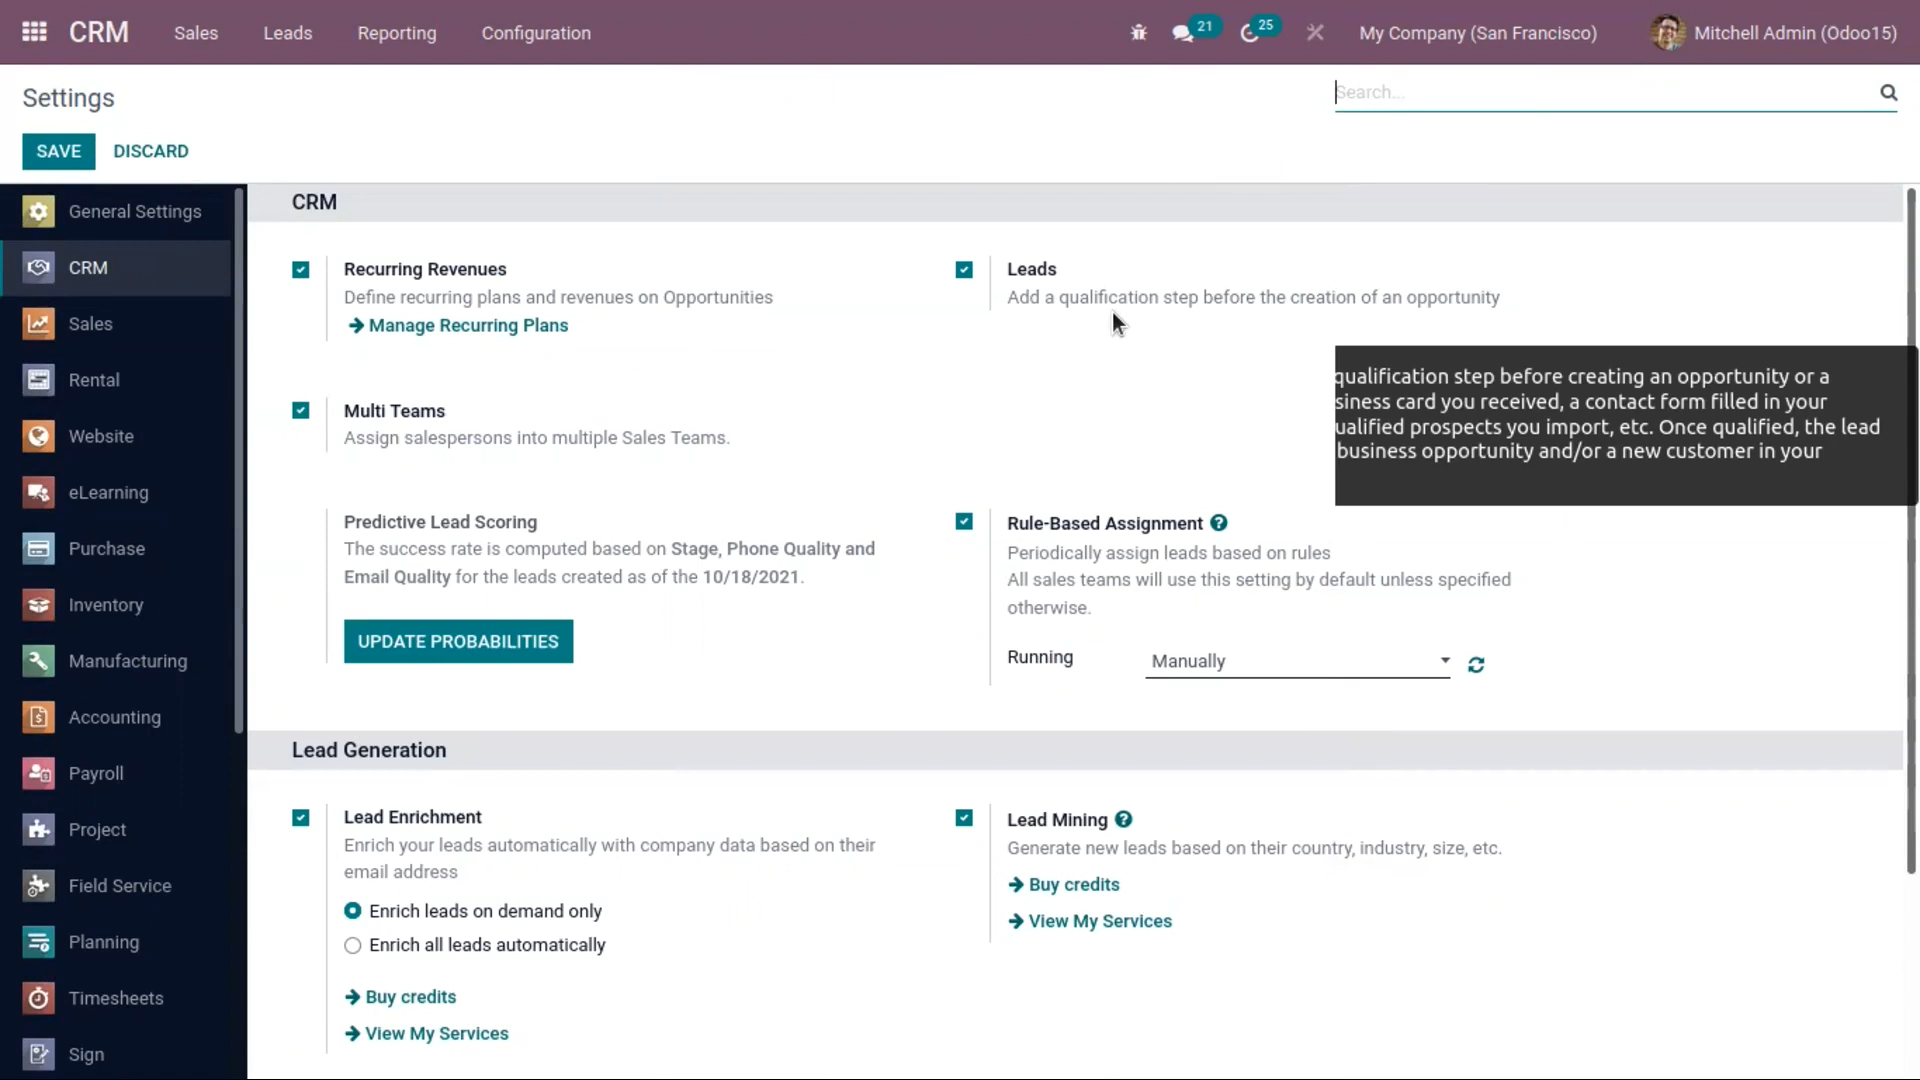 CRM Sales Leads Reporting Configuration 21 25 My Company (San Francisco) Mitchell Admin (Odoo15)
Settings
Search...
SAVE DISCARD
General Settings
CRM
Sales
Rental
Website
eLearning
Purchase
Inventory
Manufacturing
Accounting
Payroll
Project
Field Service
Planning
Timesheets
Sign
CRM
Recurring Revenues
Define recurring plans and revenues on Opportunities
Manage Recurring Plans
Leads
Add a qualification step before the creation of an opportunity
qualification step before creating an opportunity or a
siness card you received, a contact form filled in your
ualified prospects you import, etc. Once qualified, the lead
business opportunity and/or a new customer in your
Multi Teams
Assign salespersons into multiple Sales Teams.
Predictive Lead Scoring
The success rate is computed based on Stage, Phone Quality and
Email Quality for the leads created as of the 10/18/2021.
UPDATE PROBABILITIES
Rule-Based Assignment ?
Periodically assign leads based on rules
All sales teams will use this setting by default unless specified
otherwise.
Running Manually
Lead Generation
Lead Enrichment
Enrich your leads automatically with company data based on their
email address
Enrich leads on demand only
Enrich all leads automatically
Buy credits
View My Services
Lead Mining ?
Generate new leads based on their country, industry, size, etc.
Buy credits
View My Services